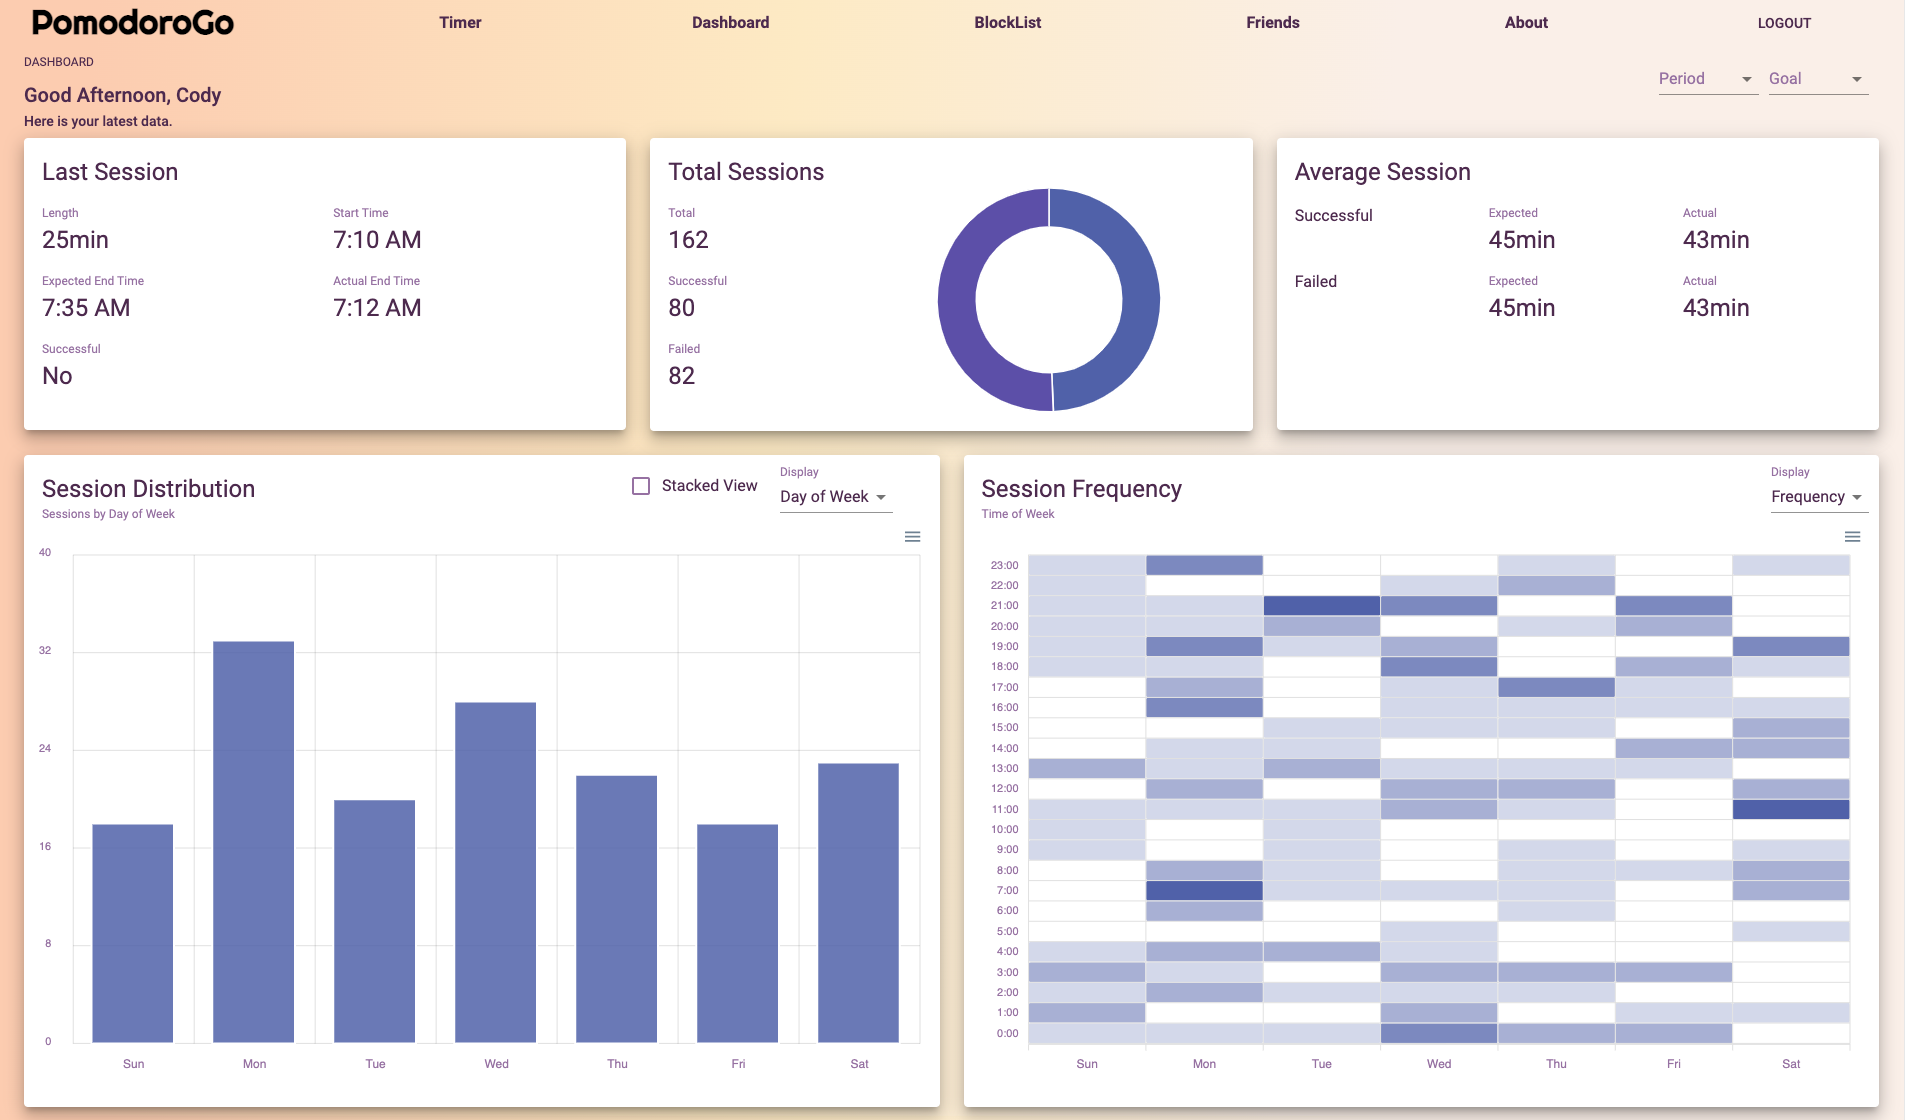 PomodoroGo
Timer
Dashboard
BlockList
Friends
About
LOGOUT
DASHBOARD
Good Afternoon, Cody
Here is your latest data.
Period
Goal
Last Session
Length
Start Time
25min
7:10 AM
Expected End Time
Actual End Time
7:35 AM
7:12 AM
Successful
No
Total Sessions
Total
162
Successful
80
Failed
82
Average Session
Successful
Expected
Actual
45min
43min
Failed
Expected
Actual
45min
43min
Session Distribution
Sessions by Day of Week
Stacked View
Display
Day of Week
40
32
24
16
8
0
Sun Mon Tue Wed Thu Fri Sat
Session Frequency
Time of Week
Display
Frequency
23:00
22:00
21:00
20:00
19:00
18:00
17:00
16:00
15:00
14:00
13:00
12:00
11:00
10:00
9:00
8:00
7:00
6:00
5:00
4:00
3:00
2:00
1:00
0:00
Sun Mon Tue Wed Thu Fri Sat